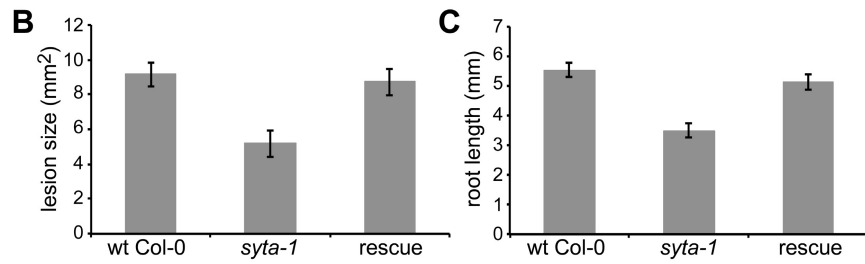 B
lesion size (mm²)
12
10
8
6
4
2
0
wt Col-0 syta-1 rescue
C
root length (mm)
7
6
5
4
3
2
1
0
wt Col-0 syta-1 rescue